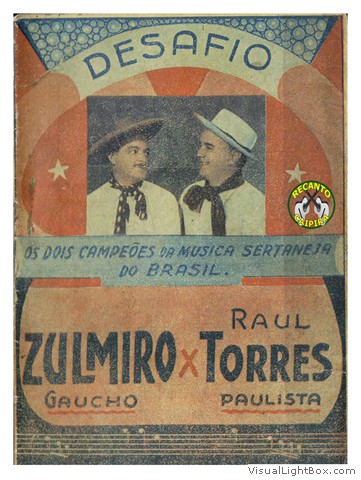 DESAFIO
RECANTO
CAIPIRA
OS DOIS CAMPEÕES DA MUSICA SERTANEJA
DO BRASIL.
RAUL
ZULMIRO X TORRES
GAUCHO PAULISTA
VisualLightBox.com